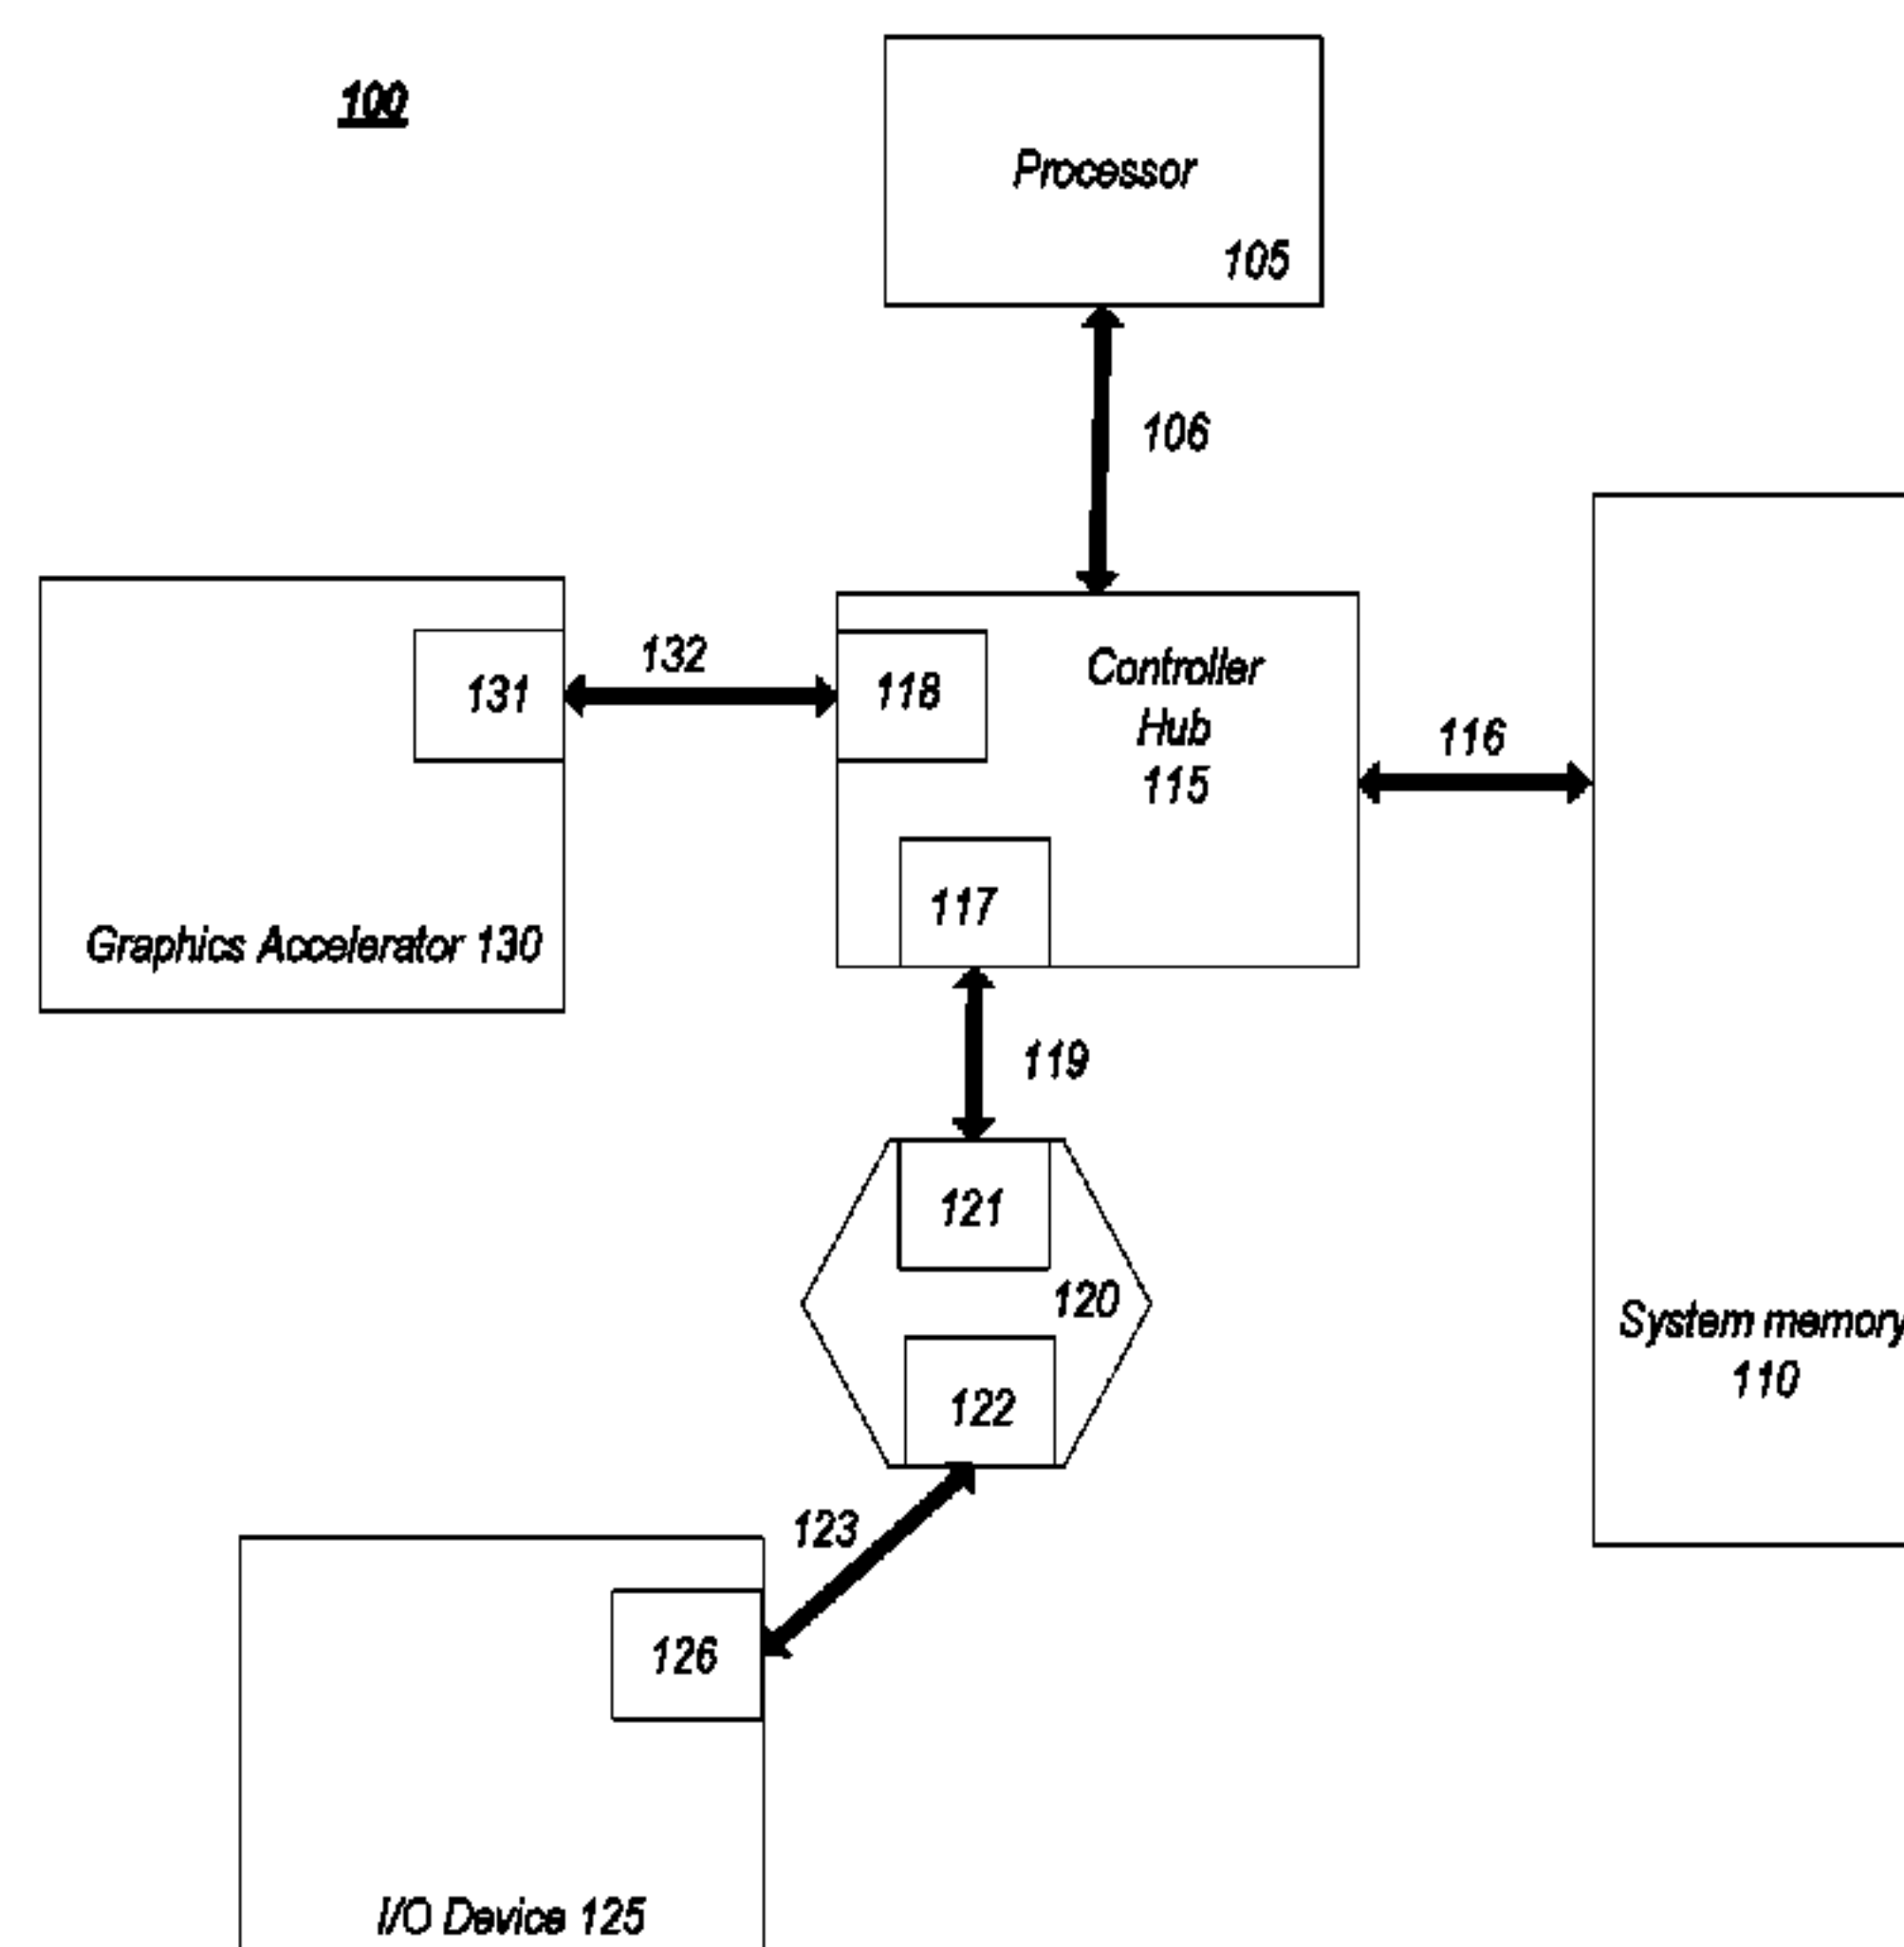 100
Processor
105
106
132
131
118
Controller
Hub
115
116
117
Graphics Accelerator 130
119
121
120
122
System memory
110
123
126
I/O Device 125